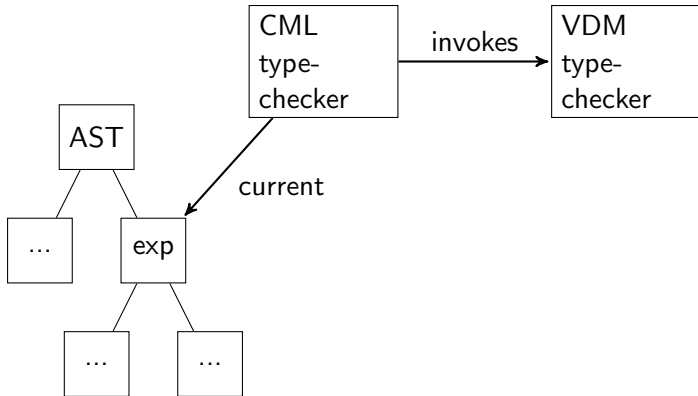 CML
type-
checker
invokes
VDM
type-
checker
AST
current
...
exp
...
...